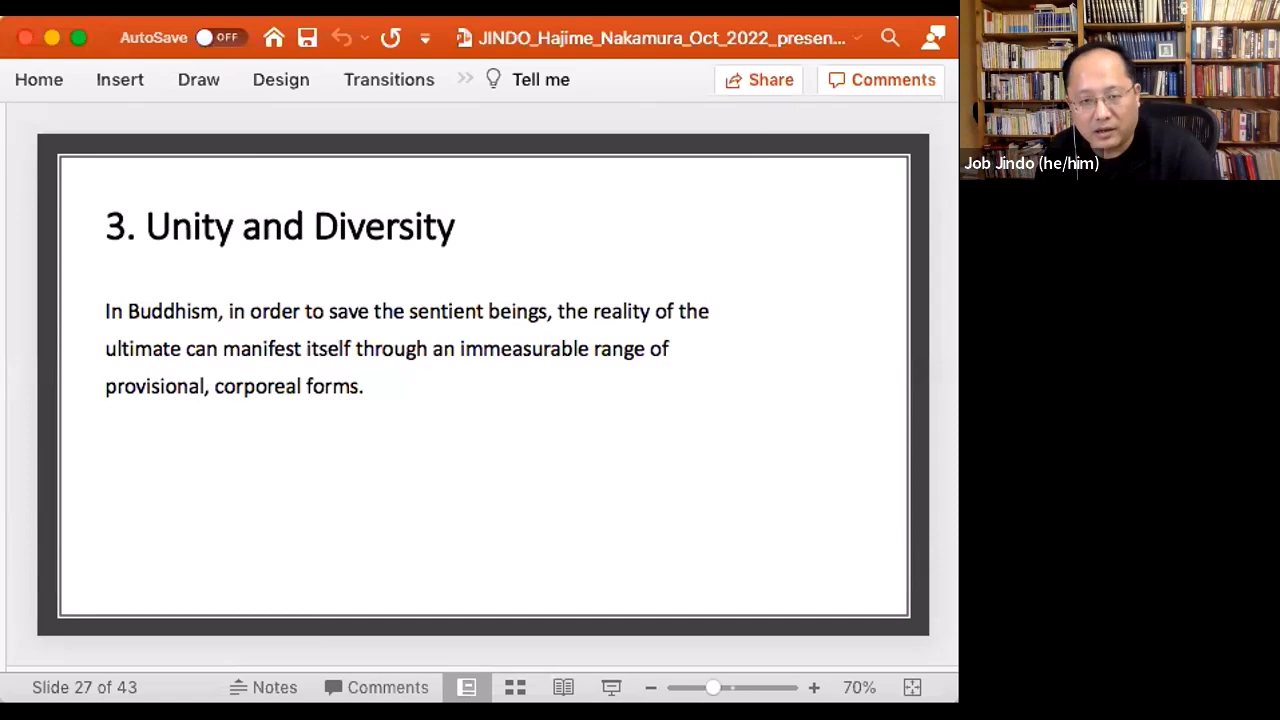 AutoSave OFF JINDO_Hajime_Nakamura_Oct_2022_presen...
Home Insert Draw Design Transitions Tell me Share Comments
Job Jindo (he/him)
3. Unity and Diversity
In Buddhism, in order to save the sentient beings, the reality of the
ultimate can manifest itself through an immeasurable range of
provisional, corporeal forms.
Slide 27 of 43 Notes Comments 70%